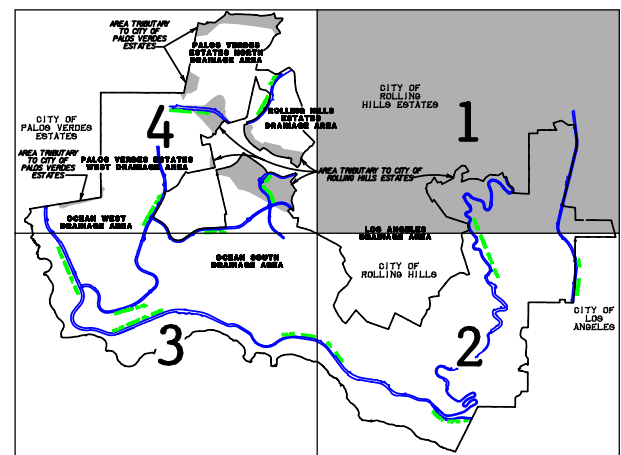 AREA TRIBUTARY
TO CITY OF
PALOS VERDES
ESTATES
PALOS VERDES
ESTATES NORTH
DRAINAGE AREA
CITY OF
ROLLING
HILLS ESTATES
ROLLING HILLS
ESTATES
DRAINAGE AREA
CITY OF
PALOS VERDES
ESTATES
4
1
AREA TRIBUTARY
TO CITY OF
PALOS VERDES
ESTATES
PALOS VERDES ESTATES
WEST DRAINAGE AREA
AREA TRIBUTARY TO CITY OF
ROLLING HILLS ESTATES
OCEAN WEST
DRAINAGE AREA
LOS ANGELES
DRAINAGE AREA
OCEAN SOUTH
DRAINAGE AREA
CITY OF
ROLLING HILLS
CITY OF
LOS
ANGELES
3
2